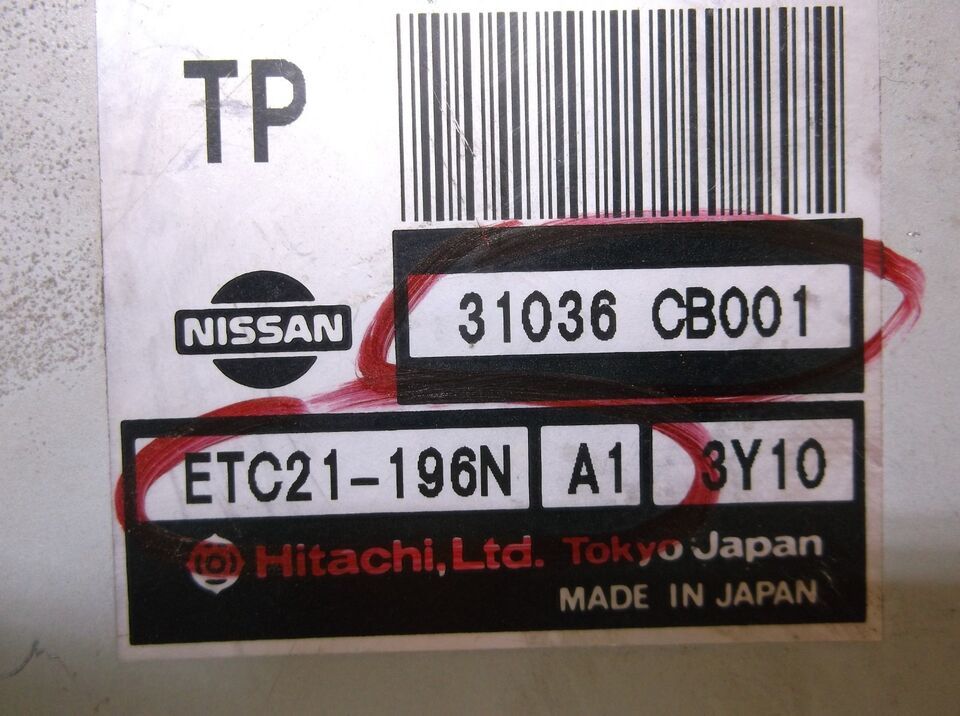 TP
NISSAN
31036 CB001
ETC21-196N A1 3Y10
Hitachi, Ltd. Tokyo Japan
MADE IN JAPAN